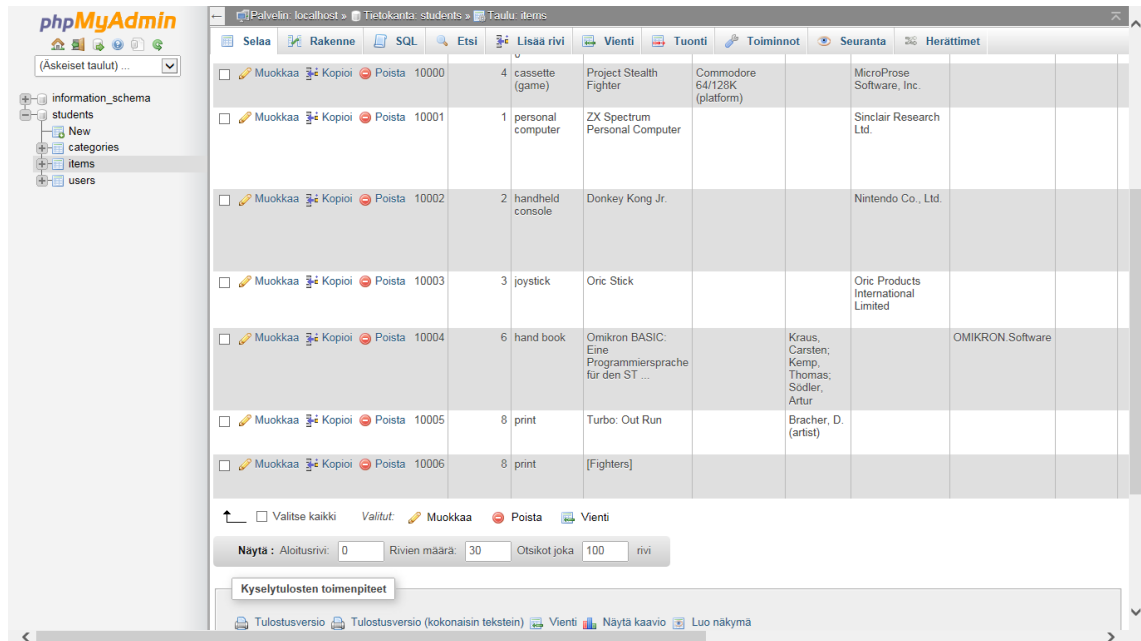 phpMyAdmin
(Äskeiset taulut) ...
information_schema
students
New
categories
items
users
Palvelin: localhost » Tietokanta: students » Taulu: items
Selaa Rakenne SQL Etsi Lisää rivi Vienti Tuonti Toiminnot Seuranta Herättimet
Muokkaa Kopioi Poista 10000 4 cassette Project Stealth Commodore MicroProse
(game) Fighter 64/128K Software, Inc.
(platform)
Muokkaa Kopioi Poista 10001 1 personal ZX Spectrum Sinclair Research
computer Personal Computer Ltd.
Muokkaa Kopioi Poista 10002 2 handheld Donkey Kong Jr. Nintendo Co., Ltd.
console
Muokkaa Kopioi Poista 10003 3 joystick Oric Stick Oric Products
International
Limited
Muokkaa Kopioi Poista 10004 6 hand book Omikron BASIC: Kraus, OMIKRON.Software
Eine Carsten;
Programmiersprache Kemp,
für den ST ... Thomas;
Södler,
Artur
Muokkaa Kopioi Poista 10005 8 print Turbo: Out Run Bracher, D.
(artist)
Muokkaa Kopioi Poista 10006 8 print [Fighters]
Valitse kaikki Valitut: Muokkaa Poista Vienti
Näytä : Aloitusrivi: 0 Rivien määrä: 30 Otsikot joka 100 rivi
Kyselytulosten toimenpiteet
Tulostusversio Tulostusversio (kokonaisin tekstein) Vienti Näytä kaavio Luo näkymä